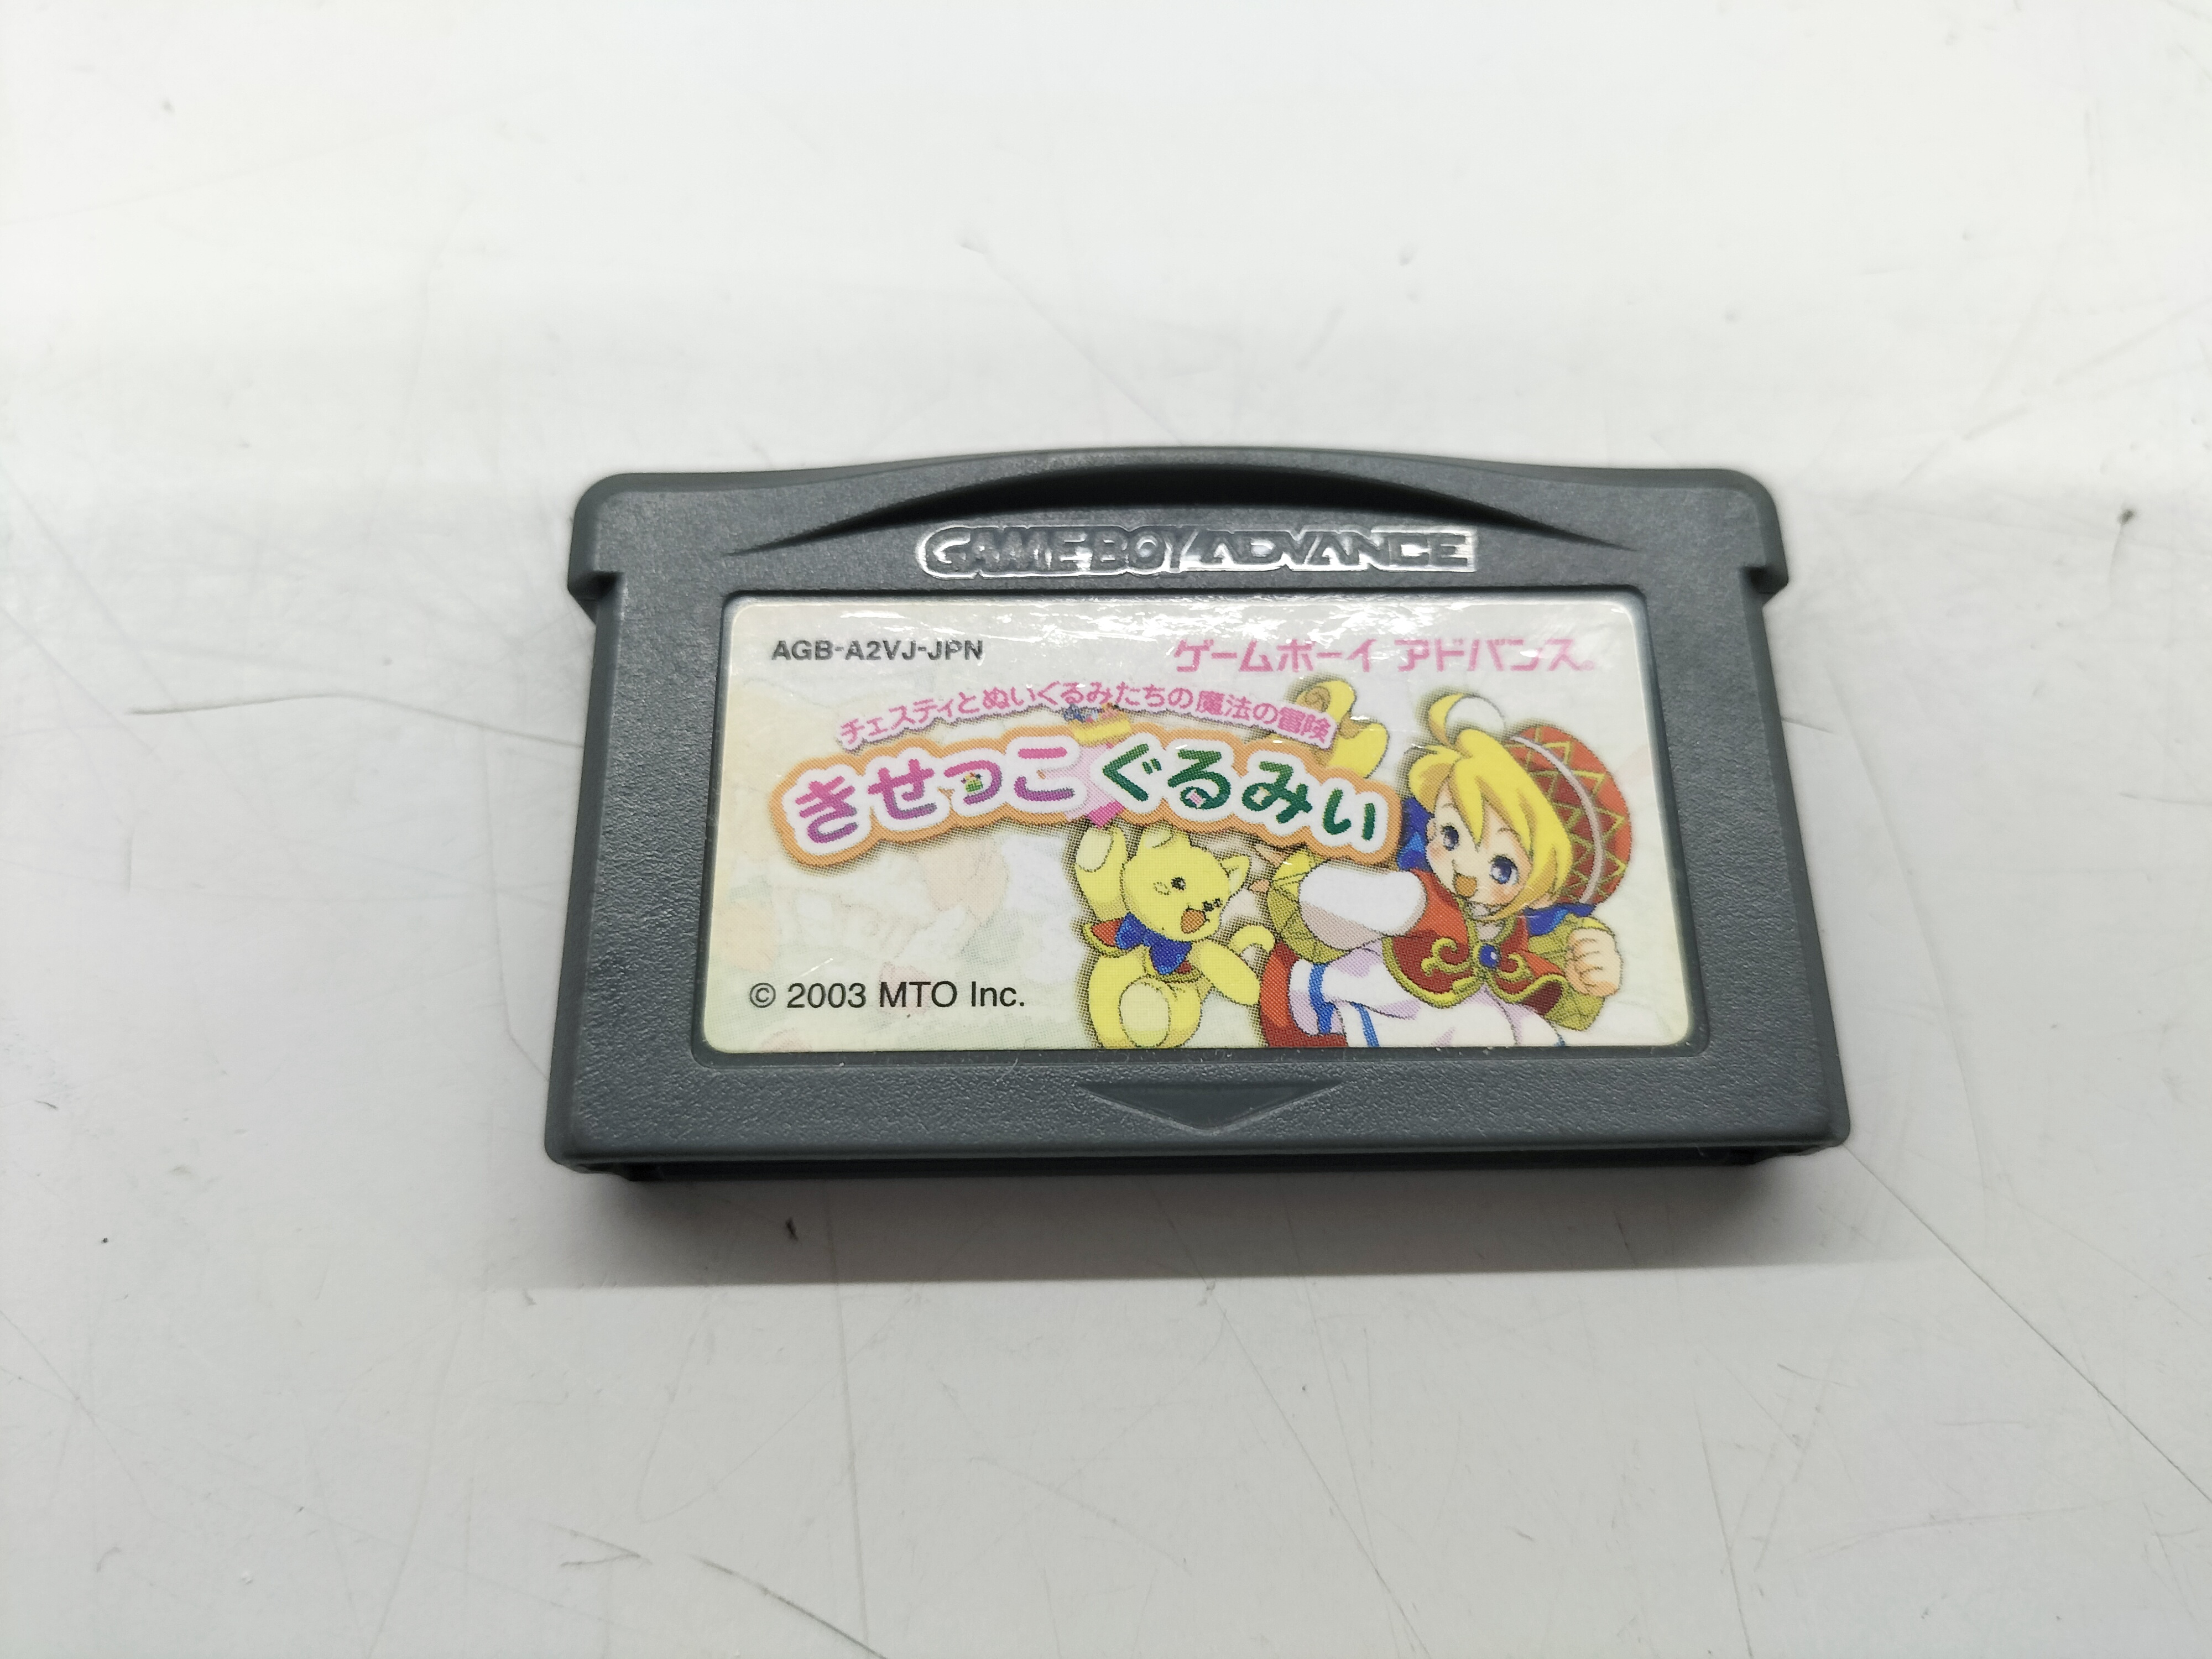 GAME BOY ADVANCE
AGB-A2VJ-JPN
ゲームボーイ アドバンス®
チェスティとぬいぐるみたちの魔法の冒険
きせっこぐるみぃ
© 2003 MTO Inc.